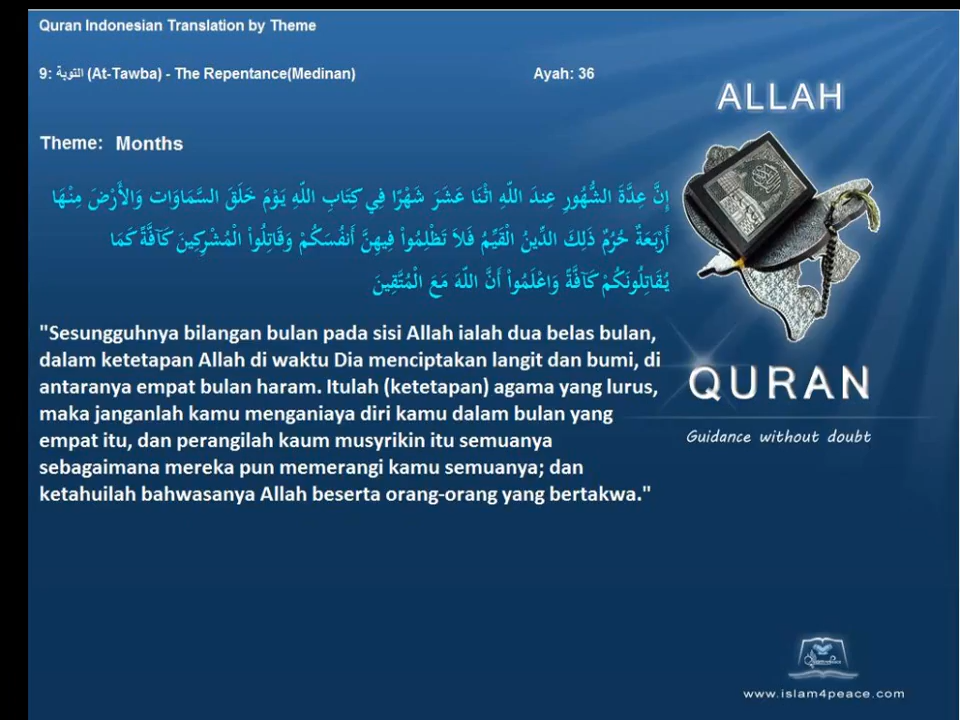 Quran Indonesian Translation by Theme
9: التوبة (At-Tawba) - The Repentance(Medinan) Ayah: 36
ALLAH
Theme: Months
إِنَّ عِدَّةَ الشُّهُورِ عِندَ اللّهِ اثْنَا عَشَرَ شَهْرًا فِي كِتَابِ اللّهِ يَوْمَ خَلَقَ السَّمَاوَات وَالأَرْضَ مِنْهَا
أَرْبَعَةٌ حُرُمٌ ذَلِكَ الدِّينُ الْقَيِّمُ فَلاَ تَظْلِمُواْ فِيهِنَّ أَنفُسَكُمْ وَقَاتِلُواْ الْمُشْرِكِينَ كَآفَّةً كَمَا
يُقَاتِلُونَكُمْ كَآفَّةً وَاعْلَمُواْ أَنَّ اللّهَ مَعَ الْمُتَّقِينَ
"Sesungguhnya bilangan bulan pada sisi Allah ialah dua belas bulan,
dalam ketetapan Allah di waktu Dia menciptakan langit dan bumi, di
antaranya empat bulan haram. Itulah (ketetapan) agama yang lurus,
maka janganlah kamu menganiaya diri kamu dalam bulan yang
empat itu, dan perangilah kaum musyrikin itu semuanya
sebagaimana mereka pun memerangi kamu semuanya; dan
ketahuilah bahwasanya Allah beserta orang-orang yang bertakwa."
QURAN
Guidance without doubt
www.islam4peace.com